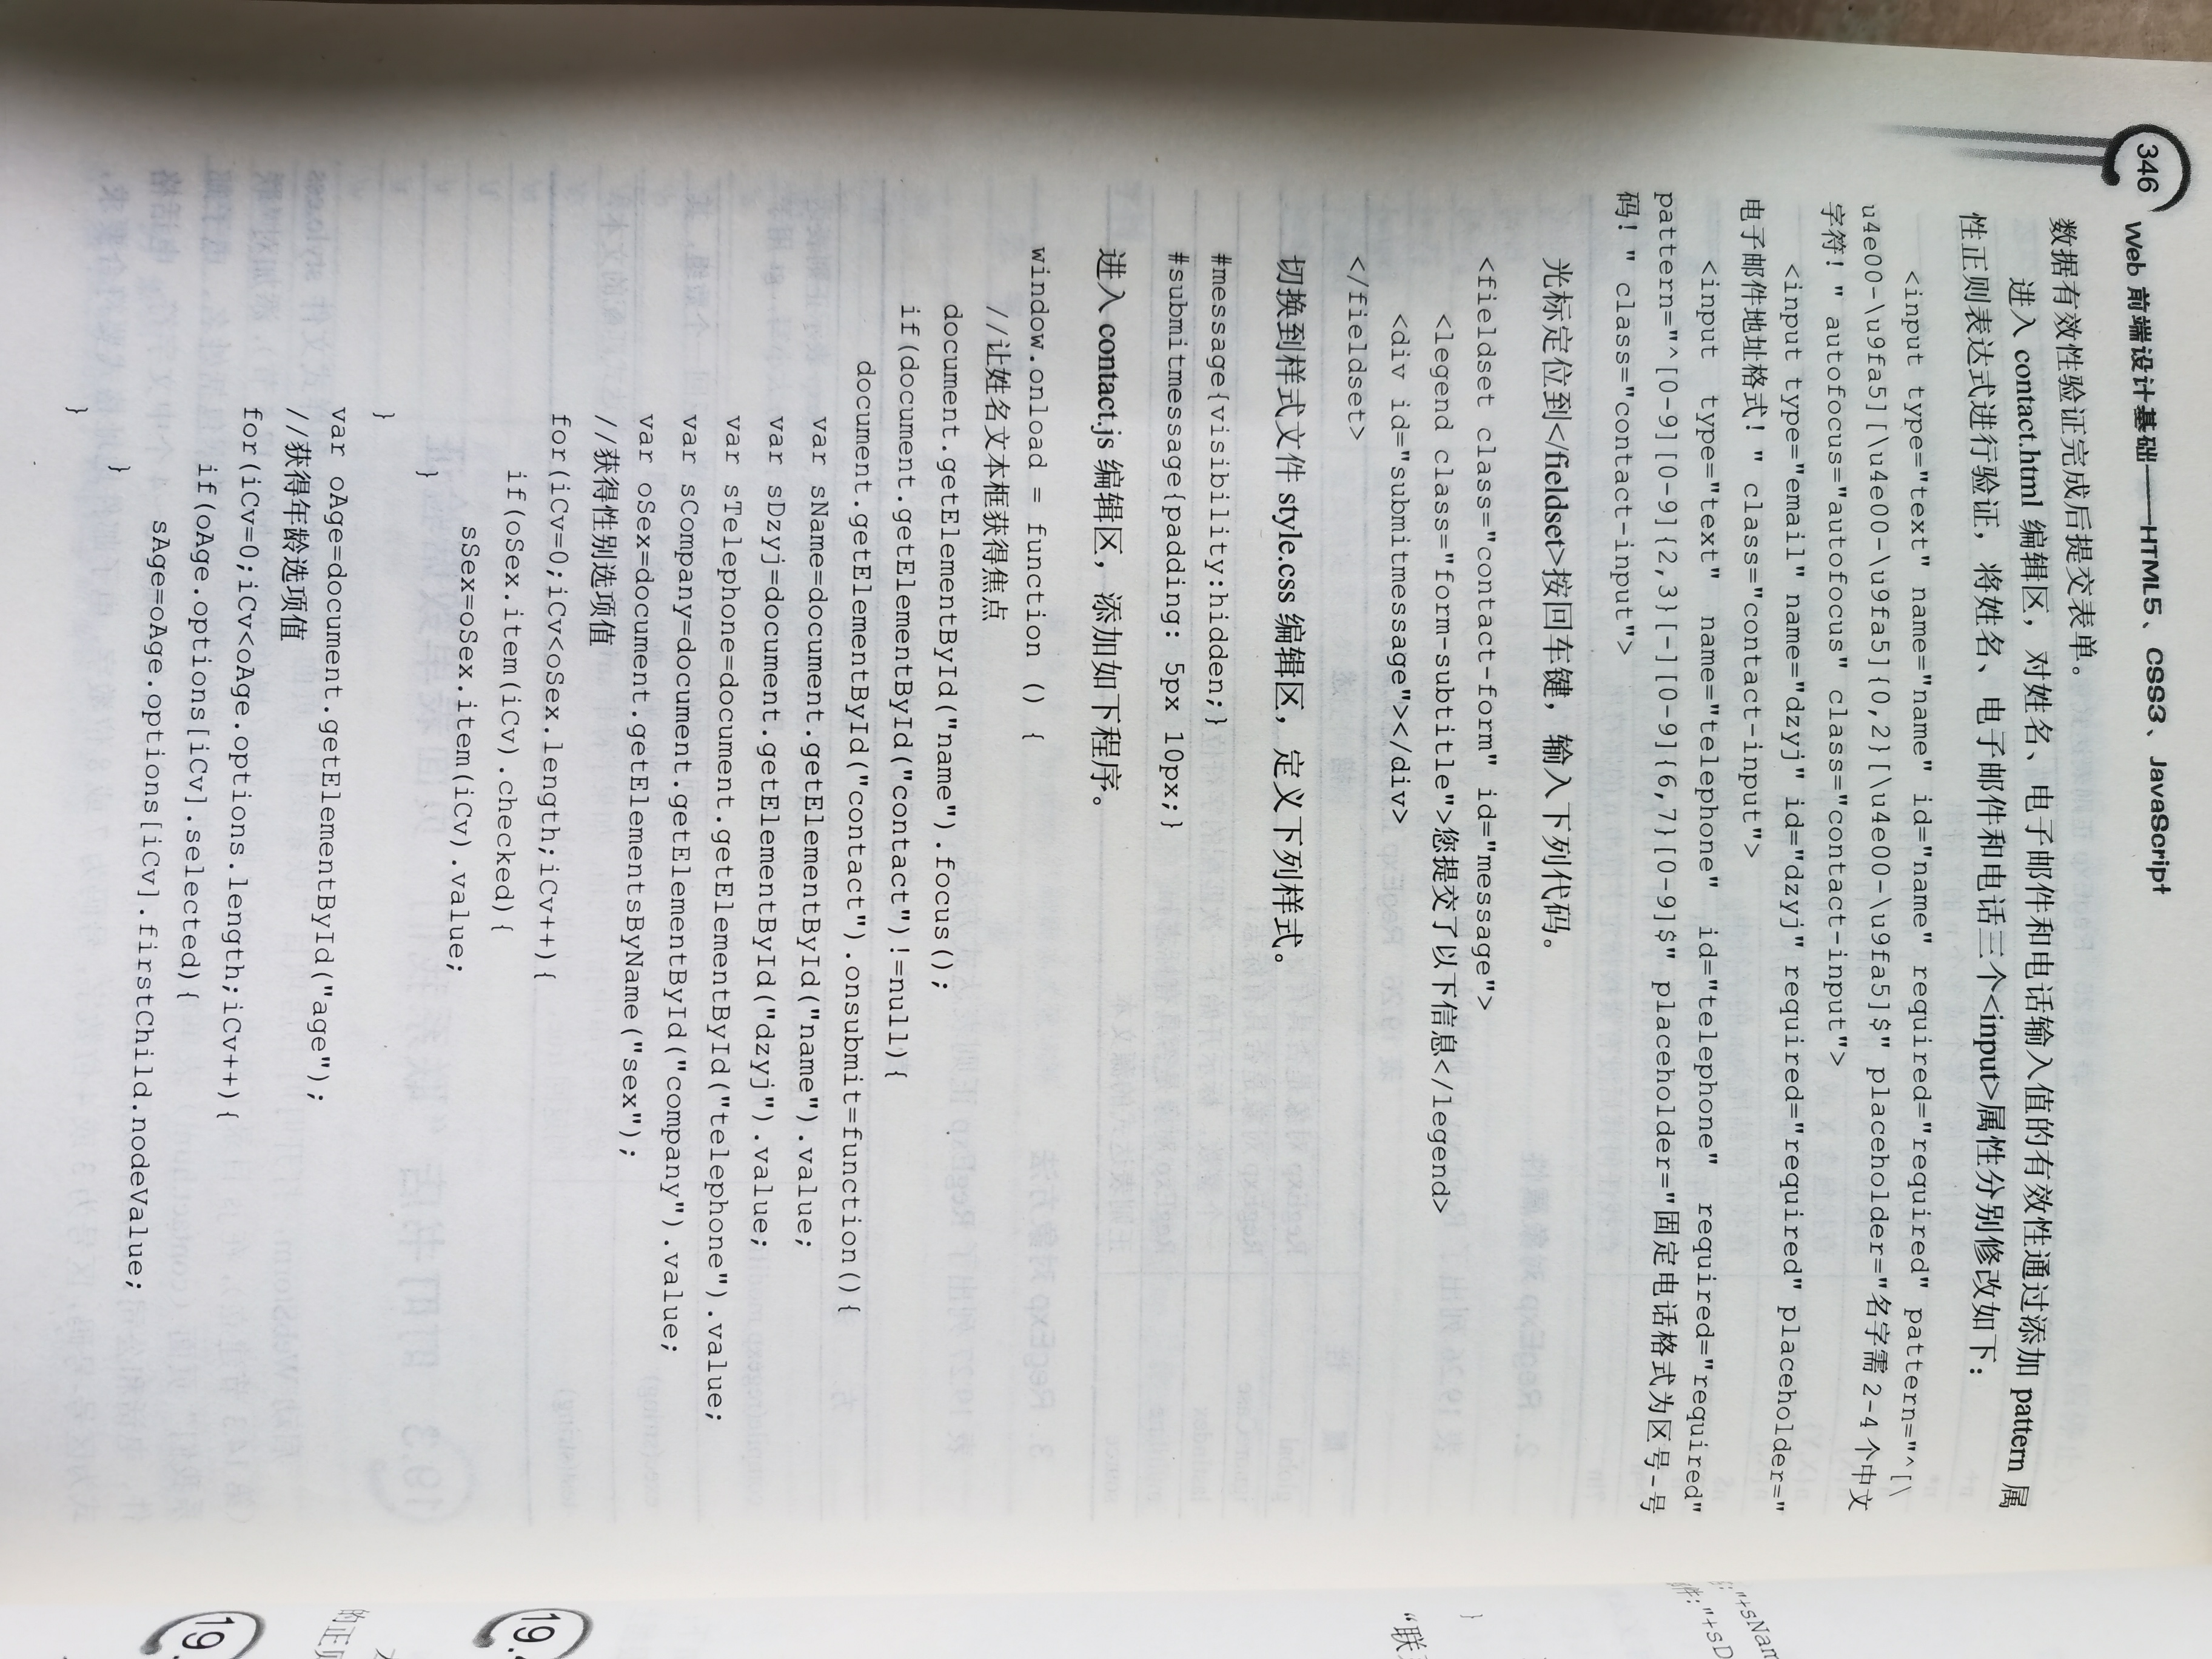 346
Web 前端设计基础——HTML5、CSS3、JavaScript
数据有效性验证完成后提交表单。
进入 contact.html 编辑区，对姓名、电子邮件和电话输入值的有效性通过添加 pattern 属
性正则表达式进行验证，将姓名、电子邮件和电话三个<input>属性分别修改如下：
<input type="text" name="name" id="name" required="required" pattern="^[\
u4e00-\u9fa5][\u4e00-\u9fa5]{0,2}[\u4e00-\u9fa5]$" placeholder="名字需 2-4 个中文
字符！" autofocus="autofocus" class="contact-input">
<input type="email" name="dzyj" id="dzyj" required="required" placeholder="
电子邮件地址格式！" class="contact-input">
<input type="text" name="telephone" id="telephone" required="required"
pattern="^[0-9][0-9]{2,3}[-][0-9]{6,7}[0-9]$" placeholder="固定电话格式为区号-号
码！" class="contact-input">
光标定位到</fieldset>按回车键，输入下列代码。
<fieldset class="contact-form" id="message">
<legend class="form-subtitle">您提交了以下信息</legend>
<div id="submitmessage"></div>
</fieldset>
切换到样式文件 style.css 编辑区，定义下列样式。
#message{visibility:hidden;}
#submitmessage{padding: 5px 10px;}
进入 contact.js 编辑区，添加如下程序。
window.onload = function () {
//让姓名文本框获得焦点
document.getElementById("name").focus();
if(document.getElementById("contact")!=null){
document.getElementById("contact").onsubmit=function(){
var sName=document.getElementById("name").value;
var sDzyj=document.getElementById("dzyj").value;
var sTelephone=document.getElementById("telephone").value;
var sCompany=document.getElementById("company").value;
var oSex=document.getElementsByName("sex");
//获得性别选项值
for(iCv=0;iCv<oSex.length;iCv++){
if(oSex.item(iCv).checked){
sSex=oSex.item(iCv).value;
}
}
var oAge=document.getElementById("age");
//获得年龄选项值
for(iCv=0;iCv<oAge.options.length;iCv++){
if(oAge.options[iCv].selected){
sAge=oAge.options[iCv].firstChild.nodeValue;
}
}